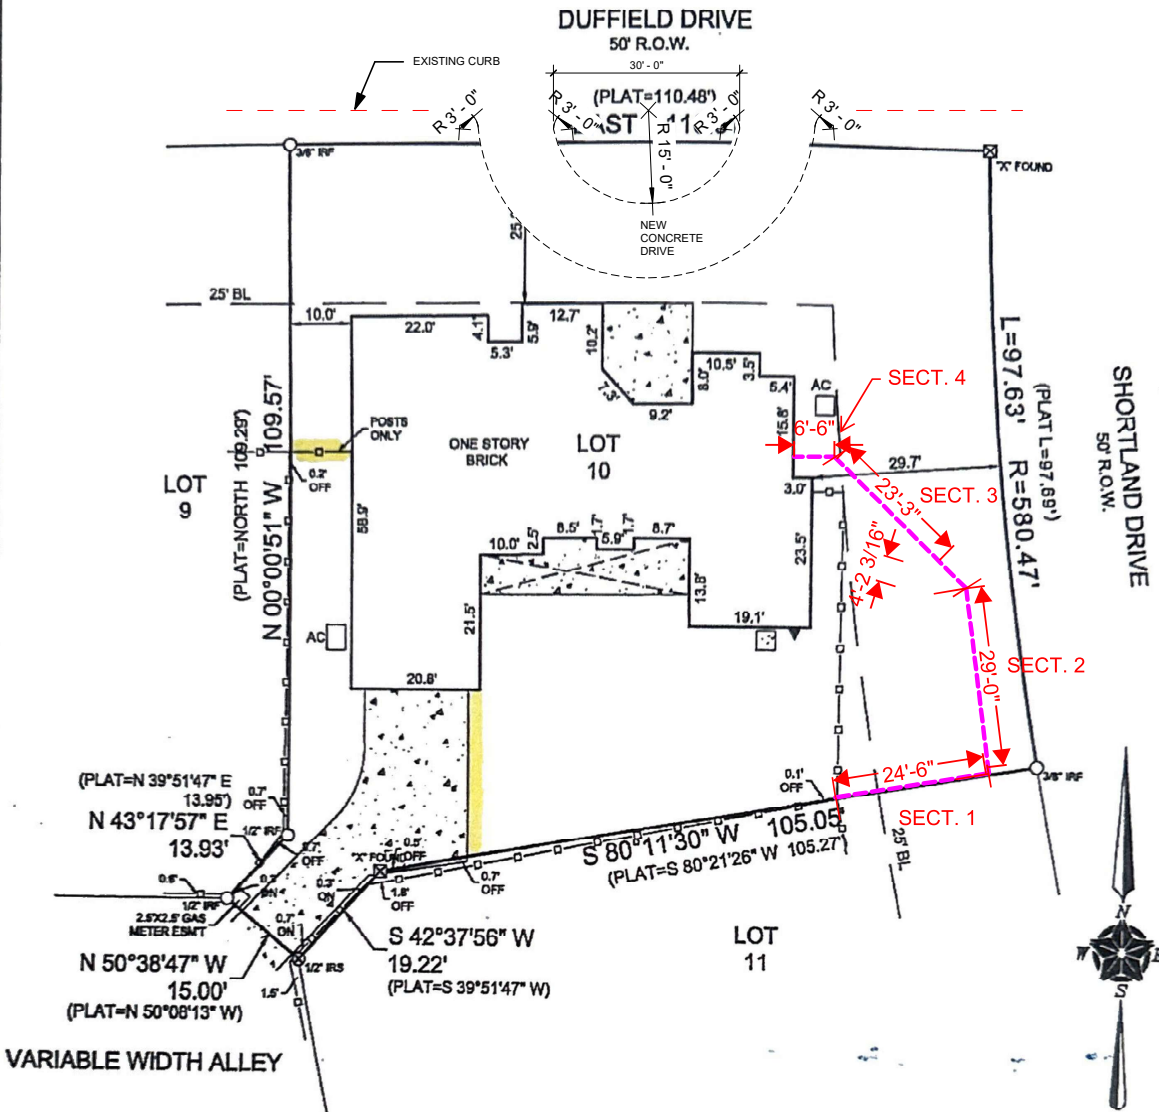 DUFFIELD DRIVE
50' R.O.W.
30' - 0"
EXISTING CURB
(PLAT=110.48')
R 3' - 0"
R 3' - 0"
R 3' - 0"
R 3' - 0"
R 15' - 0"
3/8" IRF
"X" FOUND
NEW
CONCRETE
DRIVE
25' BL
10.0'
22.0'
4.1'
5.3'
5.9'
12.7'
10.2'
7.3'
9.2'
8.0'
10.5'
3.5'
5.4'
15.8'
AC
SECT. 4
6'-6"
29.7'
3.0'
23'-3"
SECT. 3
4'-2 3/16"
L=97.63' R=580.47'
(PLAT L=97.69')
SHORTLAND DRIVE
50' R.O.W.
POSTS
ONLY
ONE STORY
BRICK
LOT
10
LOT
9
0.2'
OFF
(PLAT=NORTH 109.29')
N 00°00'51" W 109.57'
58.9'
10.0'
2.5'
8.5'
1.7'
5.9'
1.7'
8.7'
13.8'
23.5'
21.5'
19.1'
AC
20.8'
29'-0"
SECT. 2
24'-6"
SECT. 1
0.1'
OFF
3/8" IRF
25' BL
(PLAT=N 39°51'47" E
13.95')
N 43°17'57" E
13.93'
0.7'
OFF
1/2" IRF
0.7'
OFF
"X" FOUND
0.5'
OFF
0.7'
OFF
S 80°11'30" W 105.05'
(PLAT=S 80°21'26" W 105.27')
1/2" IRF
ON
0.3'
ON
1.8'
OFF
2.5'X2.5' GAS
METER ESM'T
0.7'
ON
N 50°38'47" W
15.00'
(PLAT=N 50°08'13" W)
1/2" IRS
1.5'
S 42°37'56" W
19.22'
(PLAT=S 39°51'47" W)
LOT
11
N
W
E
S
VARIABLE WIDTH ALLEY